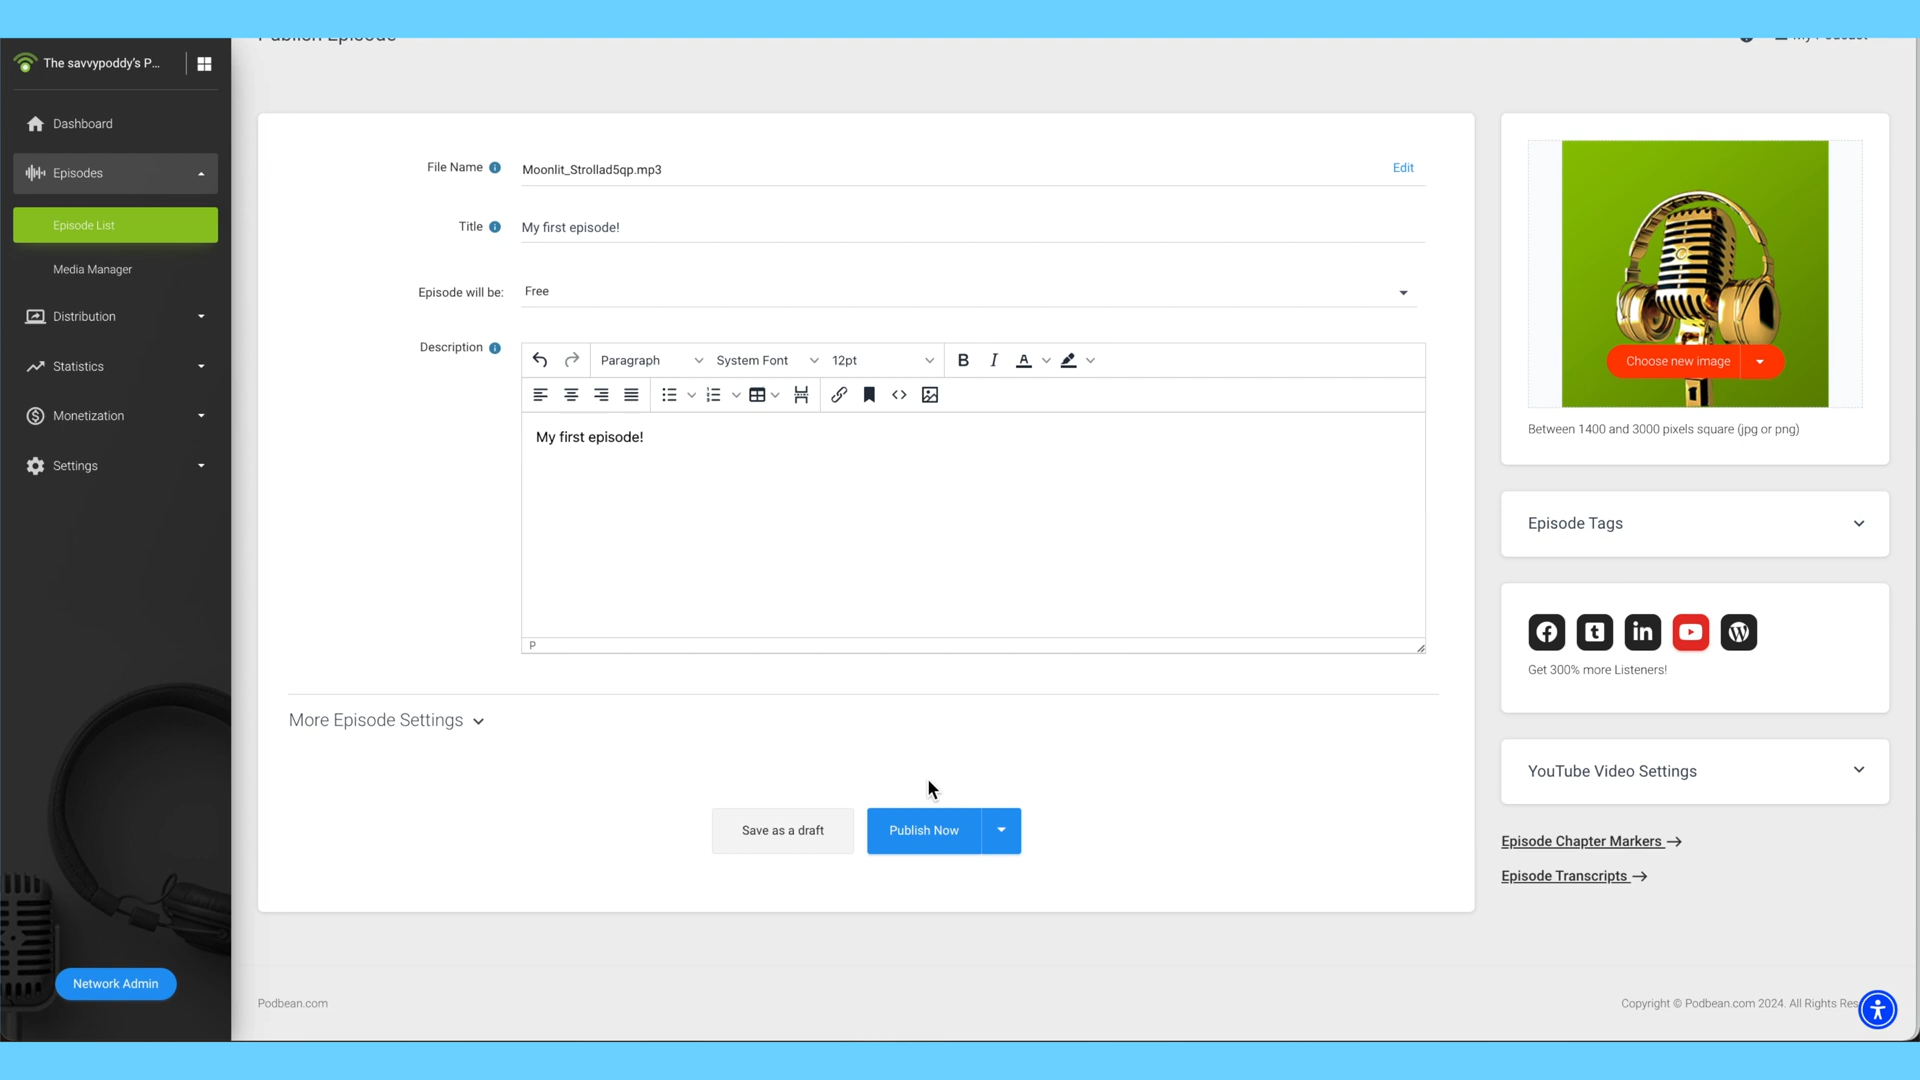 Publish Episode
The savvypoddy's P...
Dashboard
Episodes
Episode List
Media Manager
Distribution
Statistics
Monetization
Settings
Network Admin
File Name
Moonlit_Strollad5qp.mp3
Edit
Title
My first episode!
Episode will be:
Free
Description
Paragraph
System Font
12pt
B
I
A
My first episode!
P
More Episode Settings
Save as a draft
Publish Now
Choose new image
Between 1400 and 3000 pixels square (jpg or png)
Episode Tags
Get 300% more Listeners!
YouTube Video Settings
Episode Chapter Markers
Episode Transcripts
Podbean.com
Copyright © Podbean.com 2024. All Rights Res